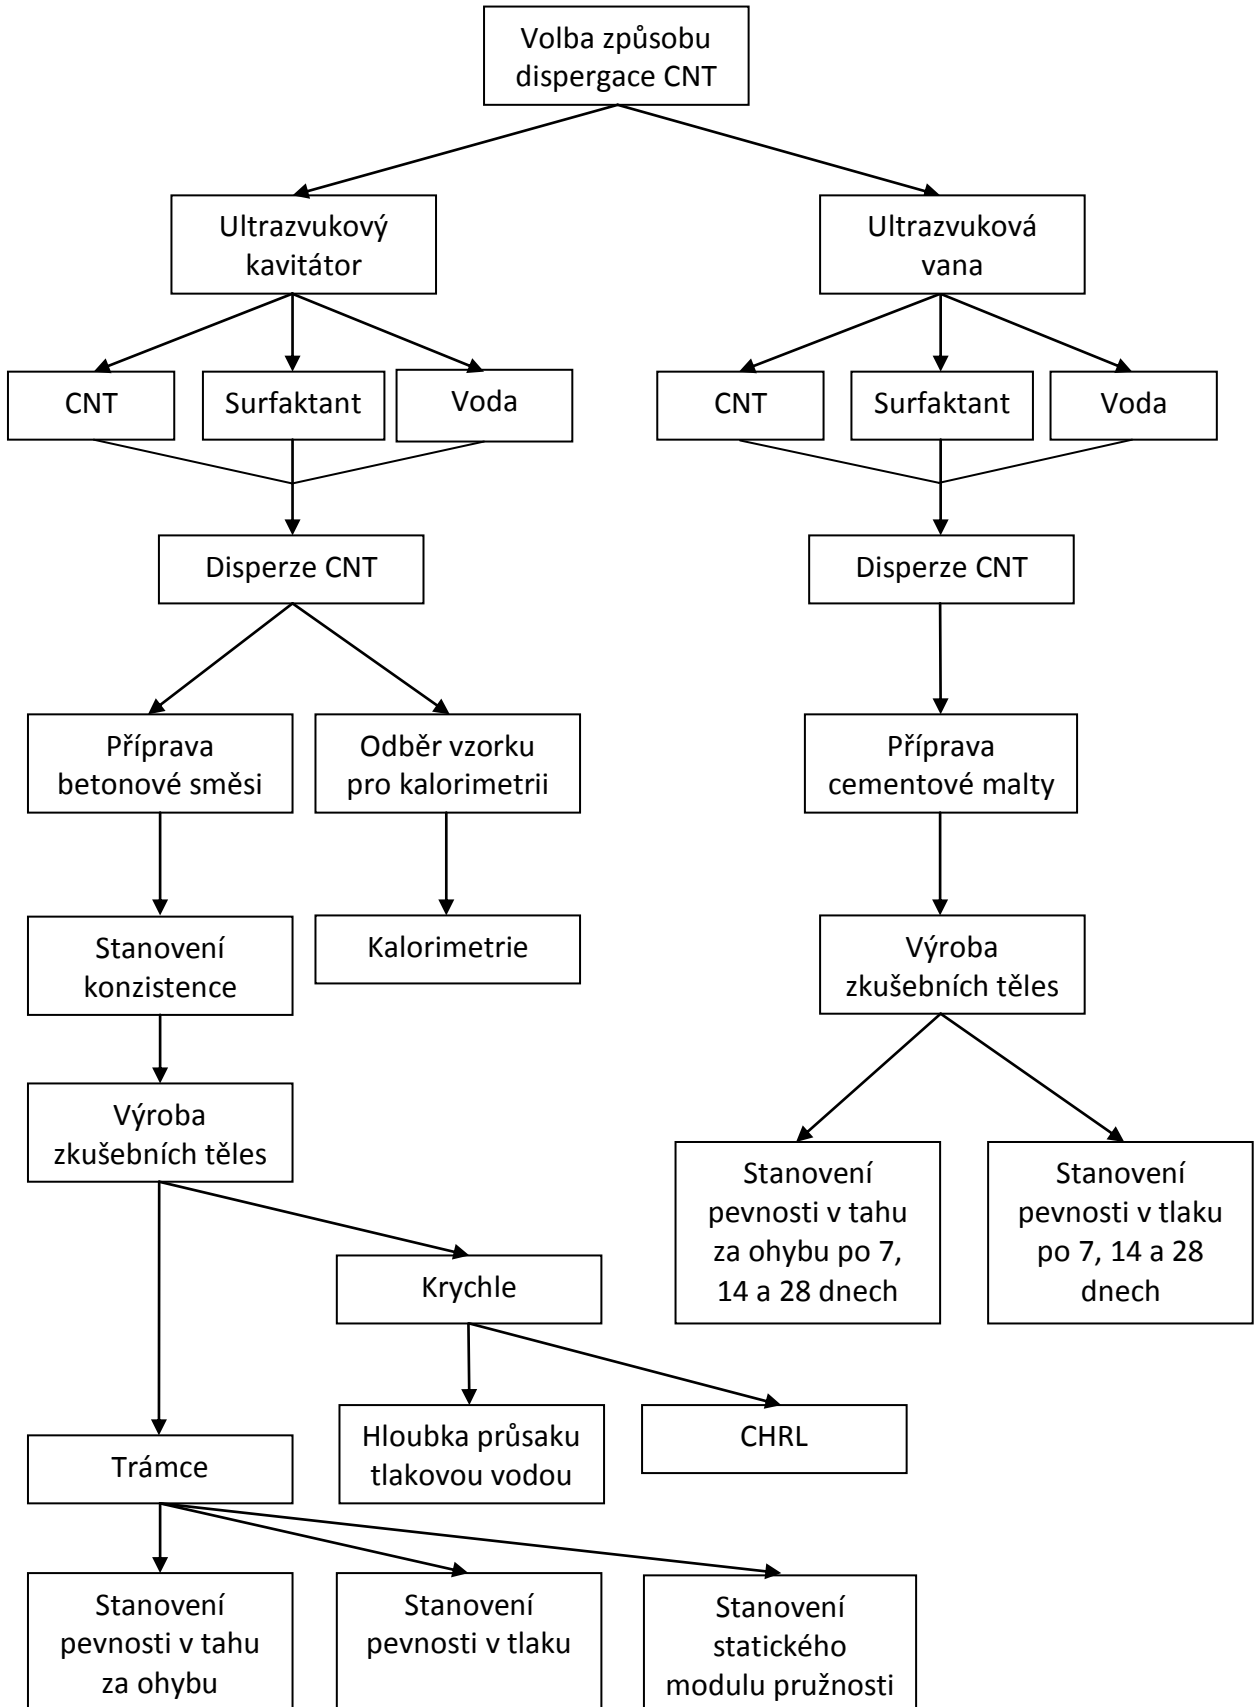 Volba způsobu
dispergace CNT
Ultrazvukový
kavitátor
Ultrazvuková
vana
CNT
Surfaktant
Voda
CNT
Surfaktant
Voda
Disperze CNT
Disperze CNT
Příprava
betonové směsi
Odběr vzorku
pro kalorimetrii
Příprava
cementové malty
Stanovení
konzistence
Kalorimetrie
Výroba
zkušebních těles
Výroba
zkušebních těles
Stanovení
pevnosti v tahu
za ohybu po 7,
14 a 28 dnech
Stanovení
pevnosti v tlaku
po 7, 14 a 28
dnech
Krychle
Hloubka průsaku
tlakovou vodou
CHRL
Trámce
Stanovení
pevnosti v tahu
za ohybu
Stanovení
pevnosti v tlaku
Stanovení
statického
modulu pružnosti